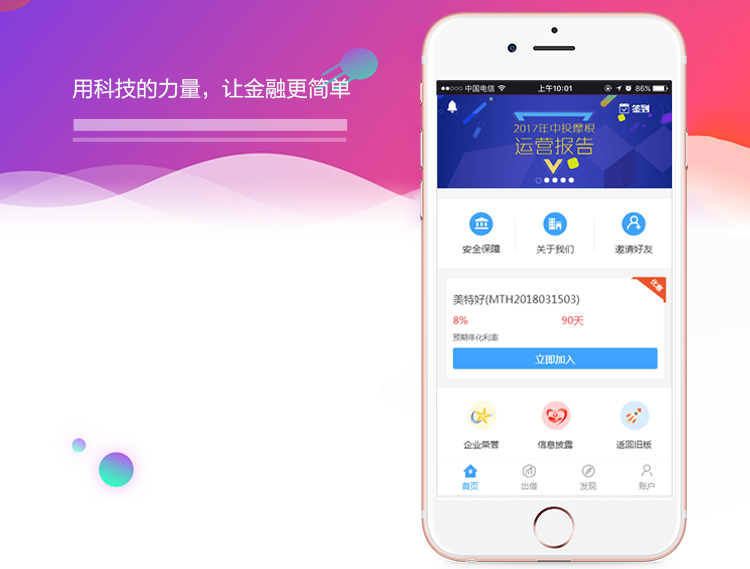 用科技的力量，让金融更简单
中国电信 上午10:01 86%
签到
2017年中投摩根
运营报告
安全保障 关于我们 邀请好友
优惠
美特好(MTH2018031503)
8% 90天
预期年化利率
立即加入
企业荣誉 信息披露 返回旧版
首页 出借 发现 账户